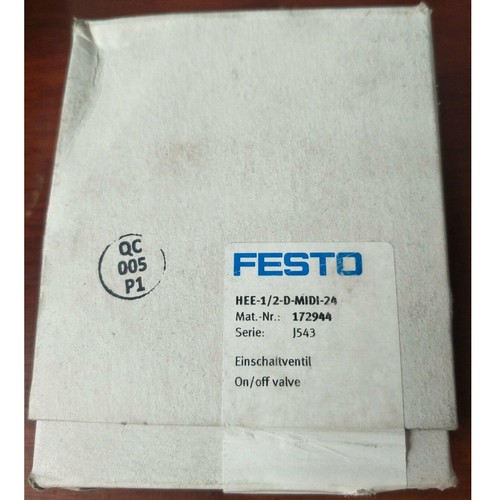 QC
005
P1
FESTO
HEE-1/2-D-MIDI-24
Mat.-Nr.: 172944
Serie: J543
Einschaltventil
On/off valve